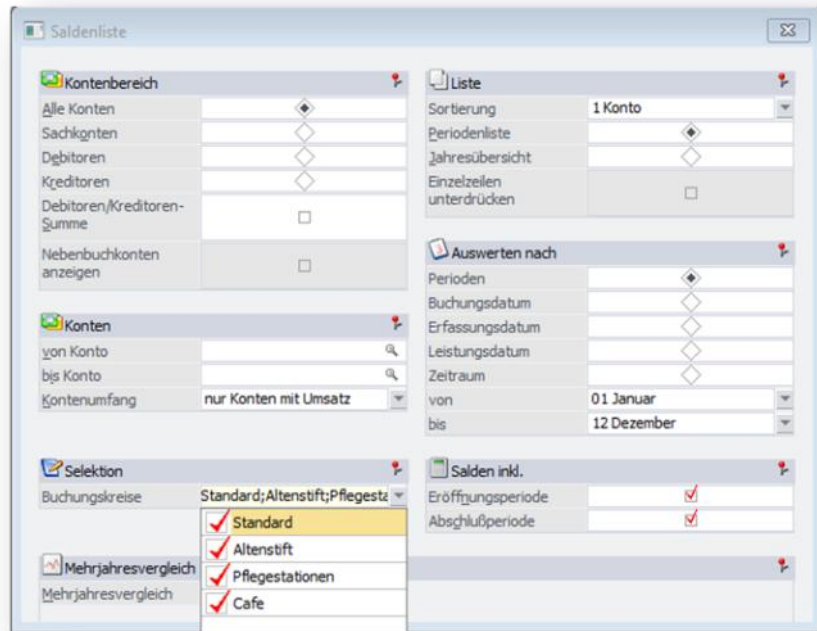 Saldenliste
Kontenbereich
Alle Konten
Sachkonten
Debitoren
Kreditoren
Debitoren/Kreditoren-
Summe
Nebenbuchkonten
anzeigen
Konten
von Konto
bis Konto
Kontenumfang nur Konten mit Umsatz
Selektion
Buchungskreise Standard;Altenstift;Pflegesta
Standard
Altenstift
Pflegestationen
Cafe
Mehrjahresvergleich
Mehrjahresvergleich
Liste
Sortierung 1 Konto
Periodenliste
Jahresübersicht
Einzelzeilen
unterdrücken
Auswerten nach
Perioden
Buchungsdatum
Erfassungsdatum
Leistungsdatum
Zeitraum
von 01 Januar
bis 12 Dezember
Salden inkl.
Eröffnungsperiode
Abschlußperiode